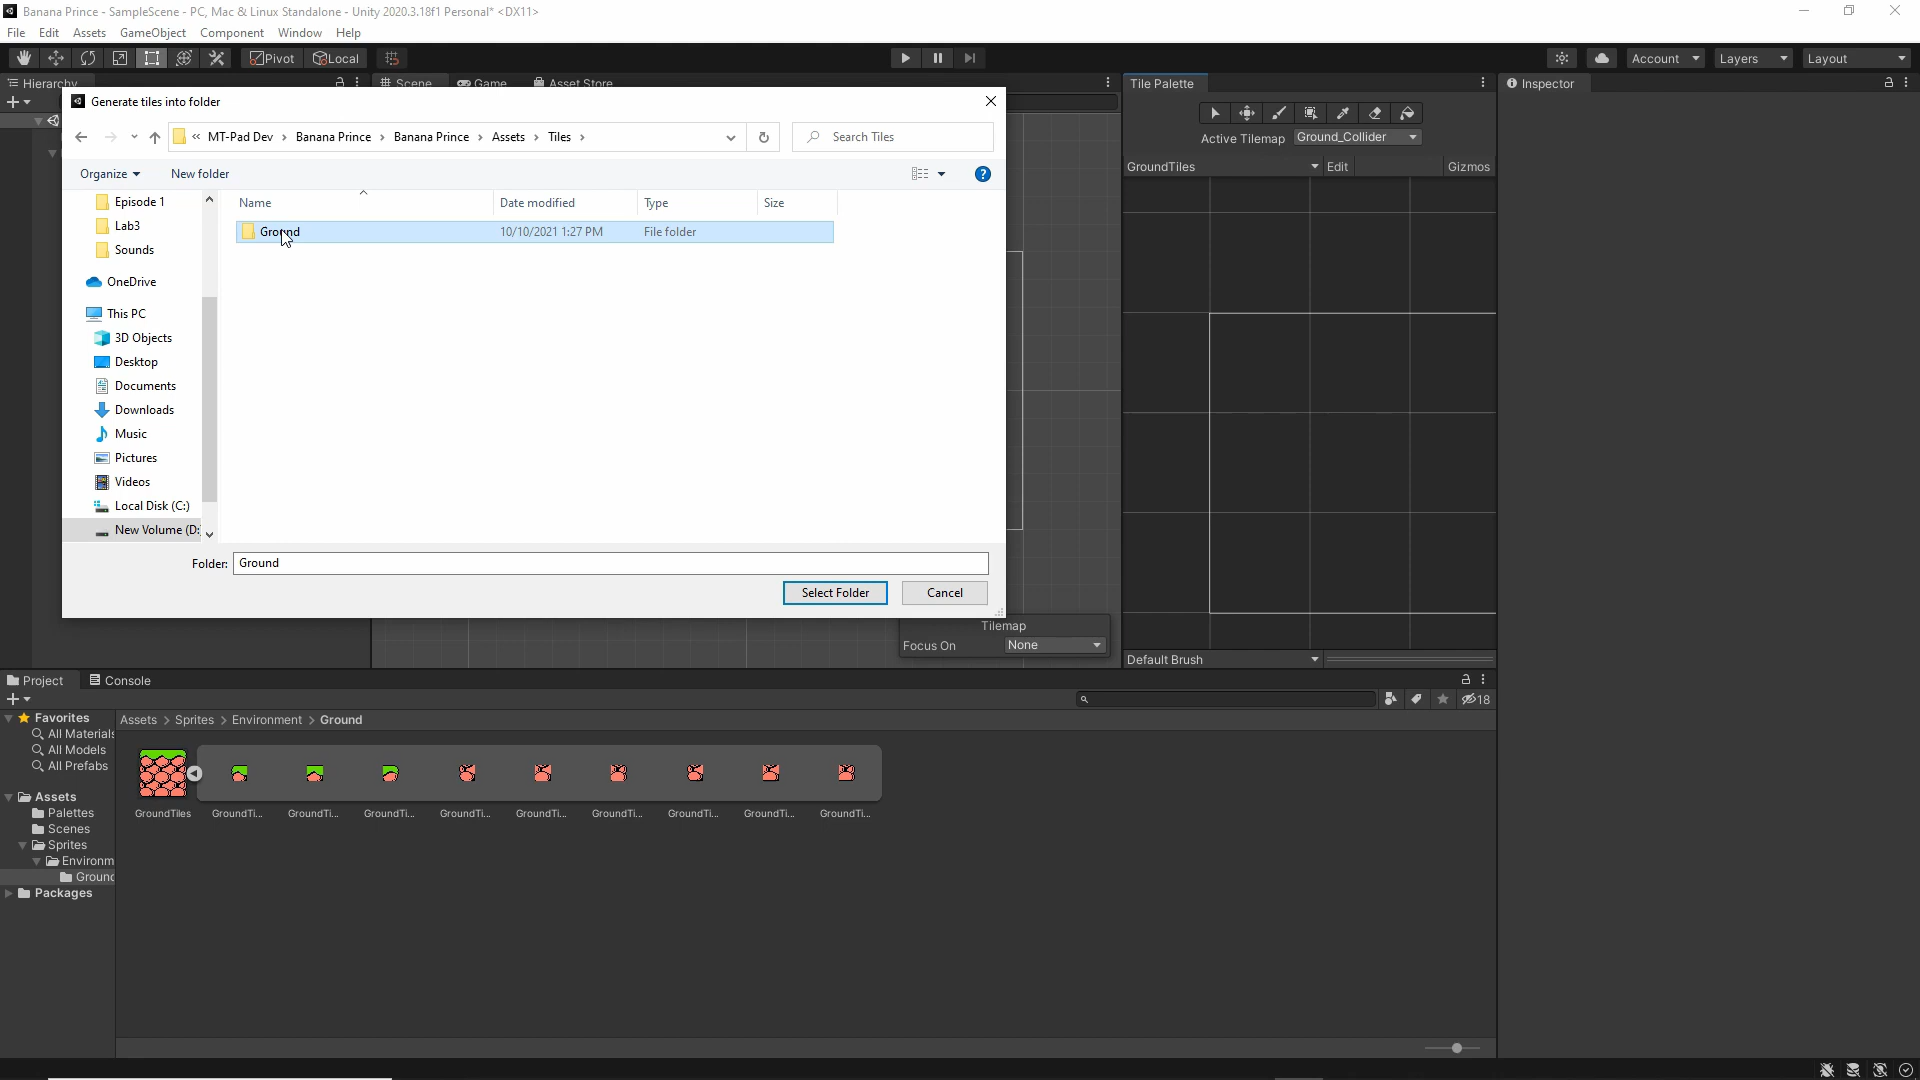 Banana Prince - SampleScene - PC, Mac & Linux Standalone - Unity 2020.3.18f1 Personal* <DX11>
File Edit Assets GameObject Component Window Help
Pivot Local Account Layers Layout
Hierarchy Scene Game Asset Store Tile Palette Inspector
Generate tiles into folder
« MT-Pad Dev > Banana Prince > Banana Prince > Assets > Tiles >
Search Tiles
Active Tilemap Ground_Collider
GroundTiles Edit Gizmos
Organize New folder
Name Date modified Type Size
Ground 10/10/2021 1:27 PM File folder
Episode 1
Lab3
Sounds
OneDrive
This PC
3D Objects
Desktop
Documents
Downloads
Music
Pictures
Videos
Local Disk (C:)
New Volume (D:
Folder: Ground
Select Folder Cancel
Tilemap
Focus On None
Default Brush
Project Console
18
Favorites
All Materials
All Models
All Prefabs
Assets
Palettes
Scenes
Sprites
Environm
Ground
Packages
Assets > Sprites > Environment > Ground
GroundTiles GroundTi... GroundTi... GroundTi... GroundTi... GroundTi... GroundTi... GroundTi... GroundTi... GroundTi...